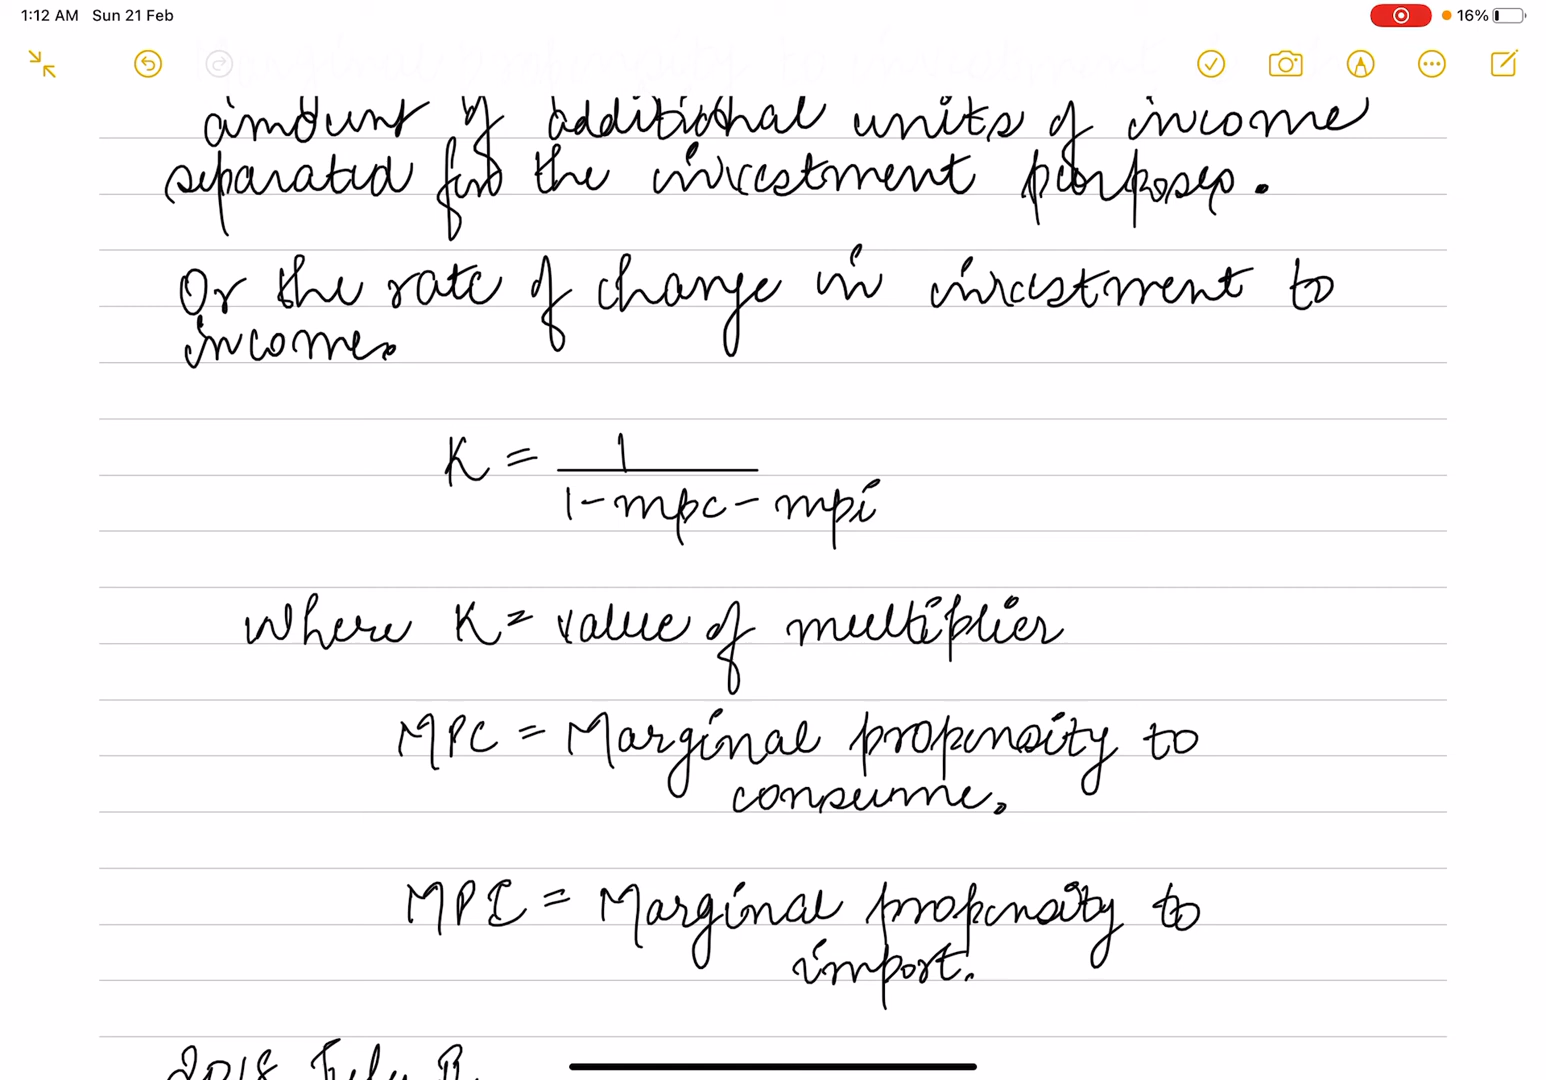 1:12 AM Sun 21 Feb
16%
amount of additional units of income
separated for the investment purposes.
Or the rate of change in investment to
income.
K = 1
1 - mpc - mpi
where K = value of multiplier
MPC = Marginal propensity to
consume.
MPI = Marginal propensity to
import.
2018 July